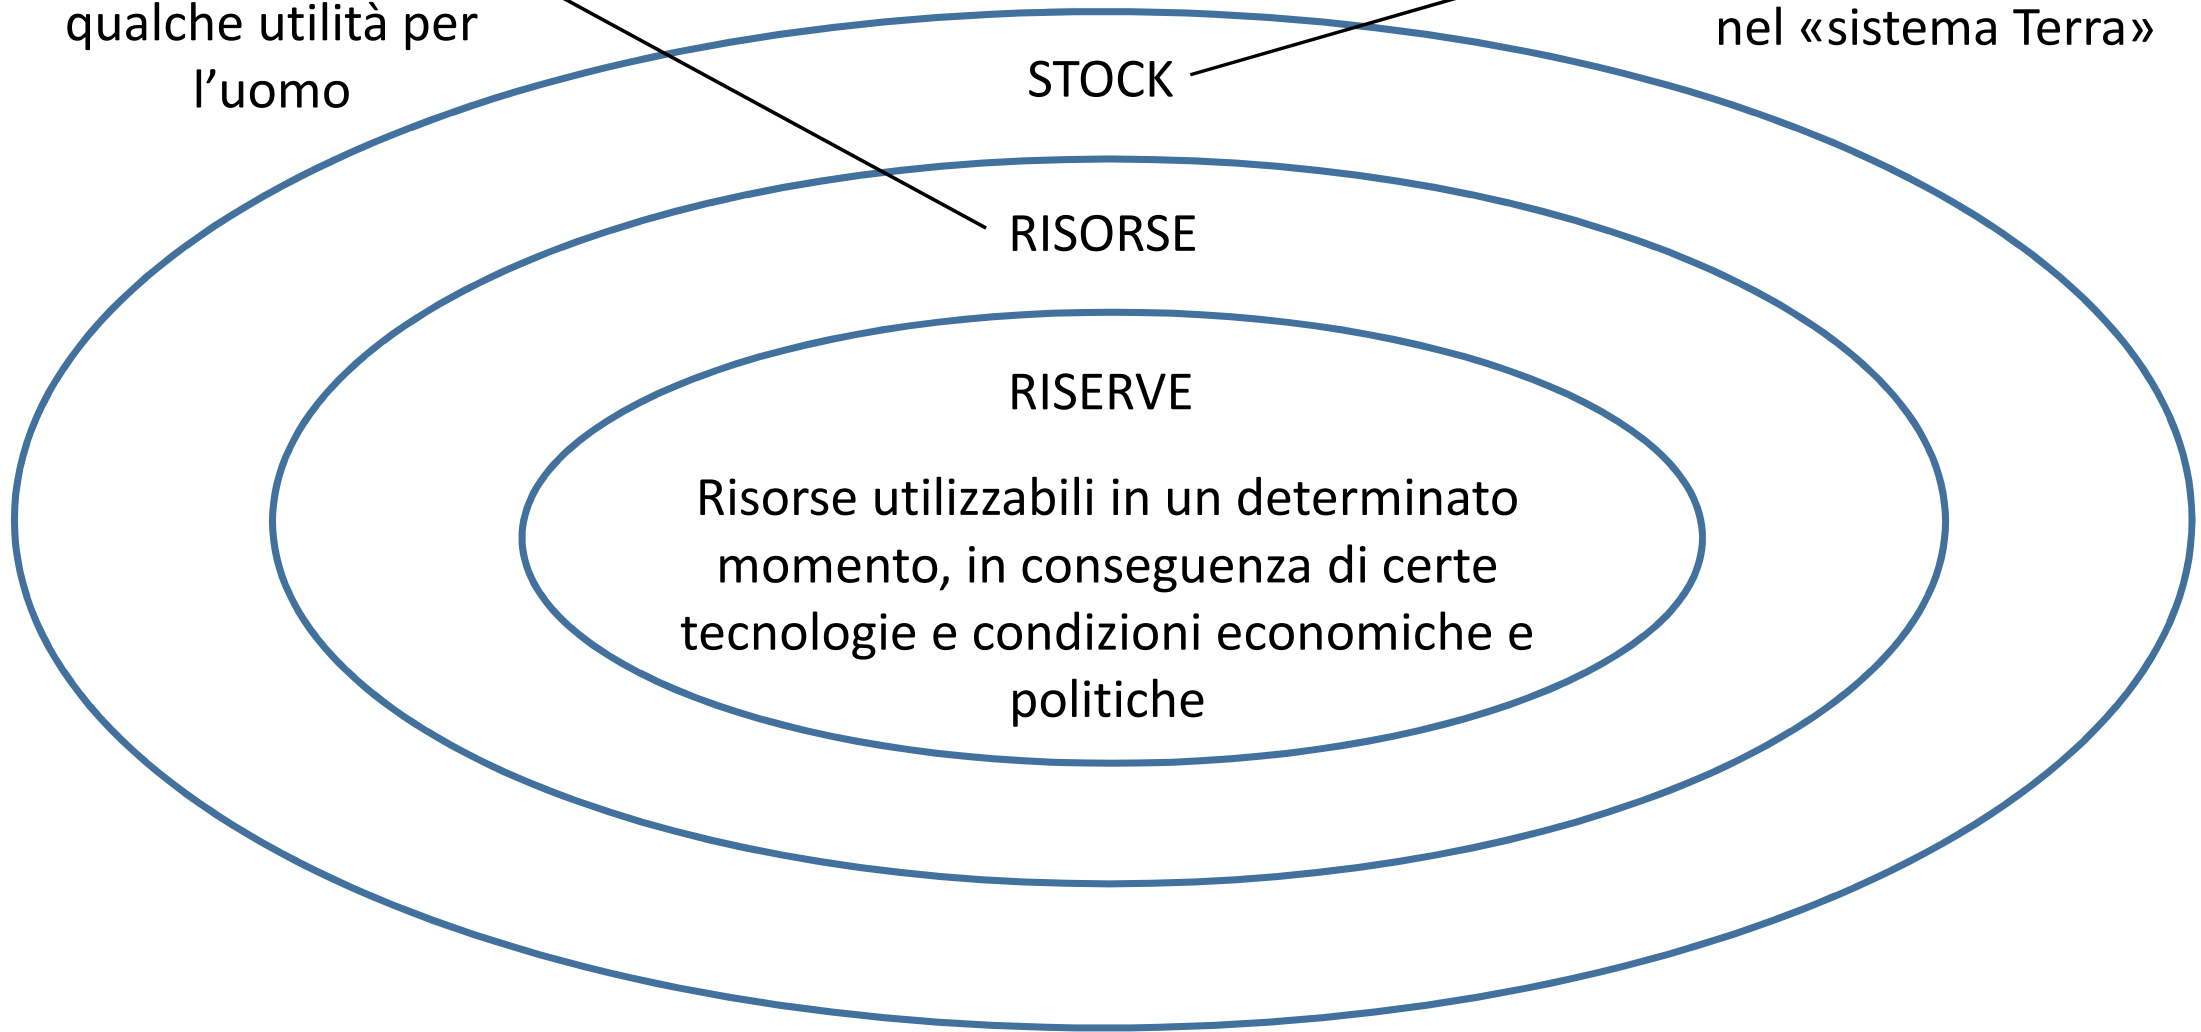 qualche utilità per
l’uomo
nel «sistema Terra»
STOCK
RISORSE
RISERVE
Risorse utilizzabili in un determinato
momento, in conseguenza di certe
tecnologie e condizioni economiche e
politiche